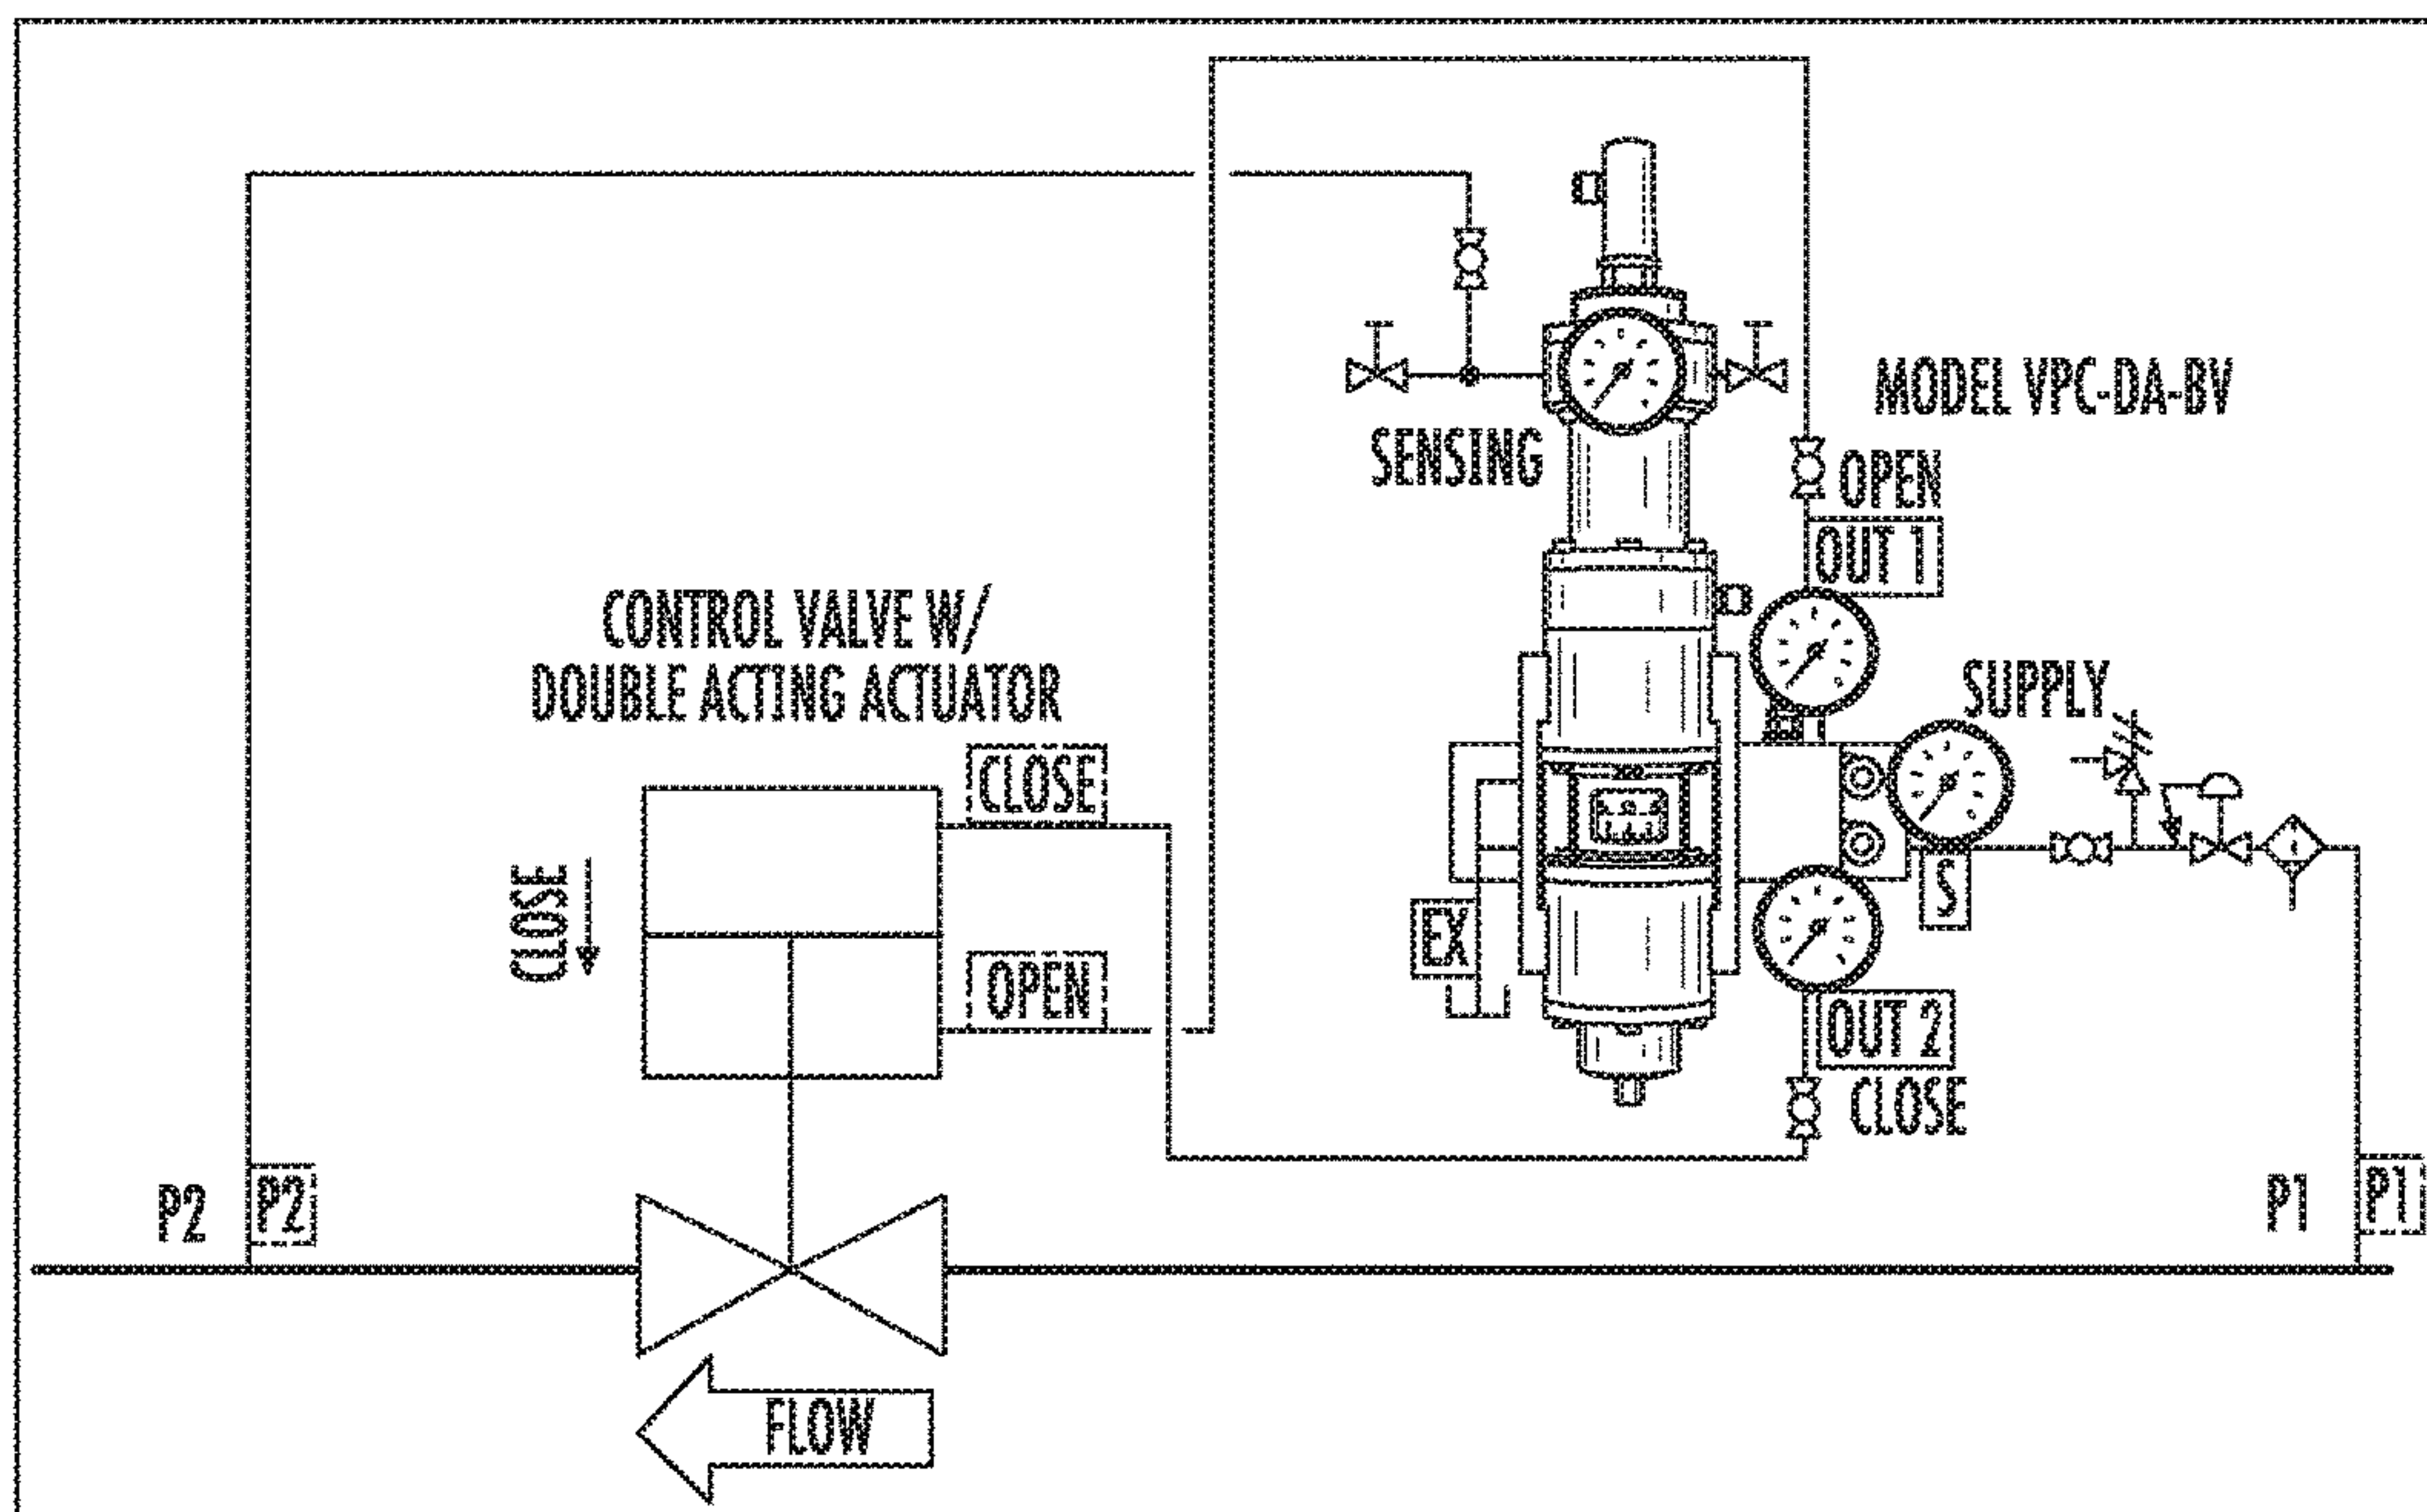 MODEL VPC-DA-BV
SENSING
OPEN
OUT 1
CONTROL VALVE W/
DOUBLE ACTING ACTUATOR
SUPPLY
CLOSE
CLOSE
S
EX
OPEN
OUT 2
CLOSE
P2
P2
P1
P1
FLOW